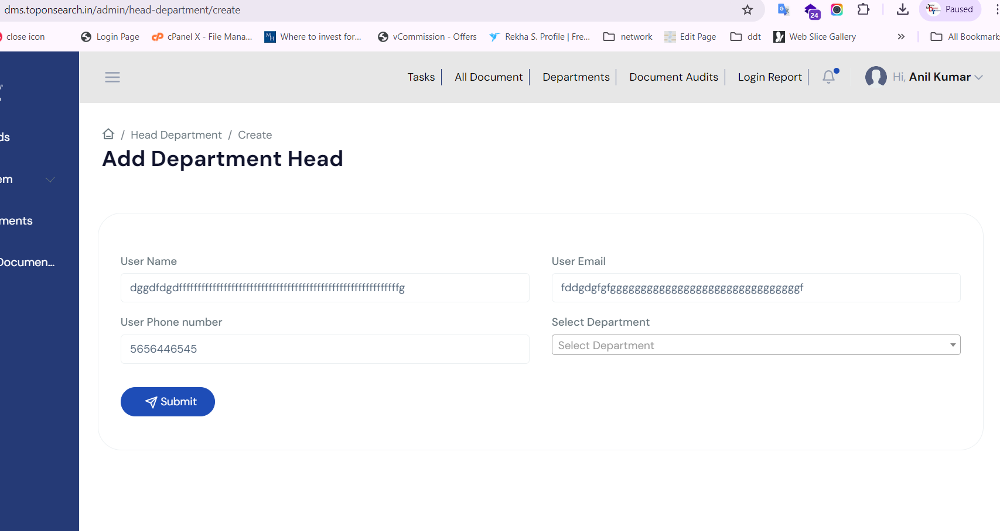 dms.toponsearch.in/admin/head-department/create
24
Paused
close icon
Login Page
cPanel X - File Mana...
Where to invest for...
vCommission - Offers
Rekha S. Profile | Fre...
network
Edit Page
ddt
Web Slice Gallery
»
All Bookmarks
Tasks
All Document
Departments
Document Audits
Login Report
Hi, Anil Kumar
ds
em
ments
Documen...
/ Head Department / Create
Add Department Head
User Name
User Email
User Phone number
5656446545
Select Department
Select Department
Submit